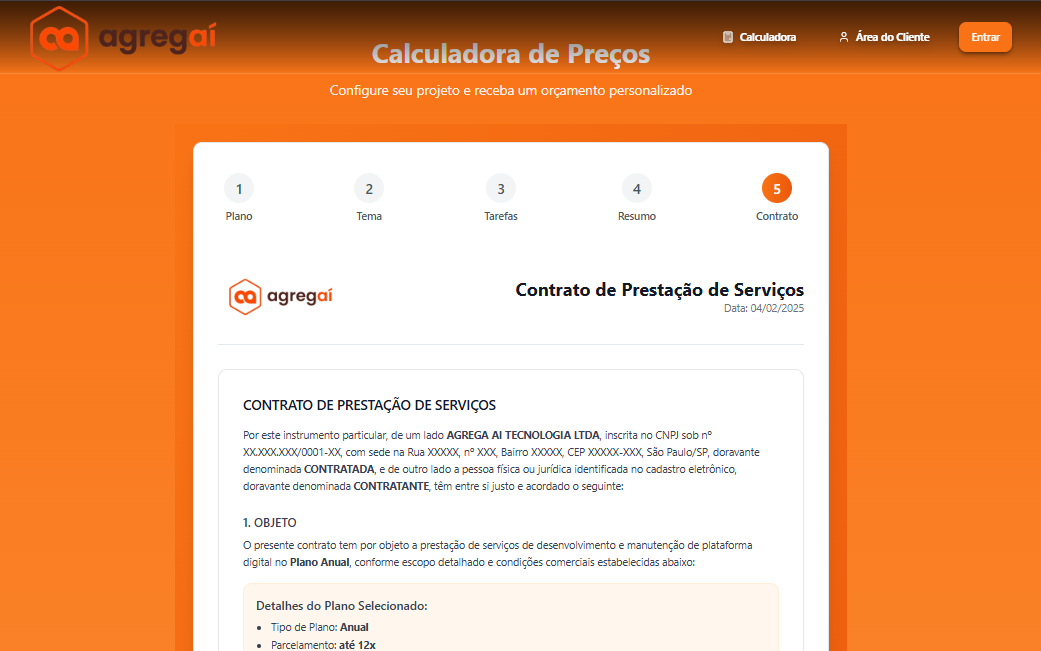 agregaí
Calculadora
Área do Cliente
Entrar
Calculadora de Preços
Configure seu projeto e receba um orçamento personalizado
1
2
3
4
5
Plano
Tema
Tarefas
Resumo
Contrato
agregaí
Contrato de Prestação de Serviços
Data: 04/02/2025
CONTRATO DE PRESTAÇÃO DE SERVIÇOS
Por este instrumento particular, de um lado AGREGA AI TECNOLOGIA LTDA, inscrita no CNPJ sob nº
XX.XXX.XXX/0001-XX, com sede na Rua XXXXX, nº XXX, Bairro XXXXX, CEP XXXXX-XXX, São Paulo/SP, doravante
denominada CONTRATADA, e de outro lado a pessoa física ou jurídica identificada no cadastro eletrônico,
doravante denominada CONTRATANTE, têm entre si justo e acordado o seguinte:
1. OBJETO
O presente contrato tem por objeto a prestação de serviços de desenvolvimento e manutenção de plataforma
digital no Plano Anual, conforme escopo detalhado e condições comerciais estabelecidas abaixo:
Detalhes do Plano Selecionado:
• Tipo de Plano: Anual
• Parcelamento: até 12x